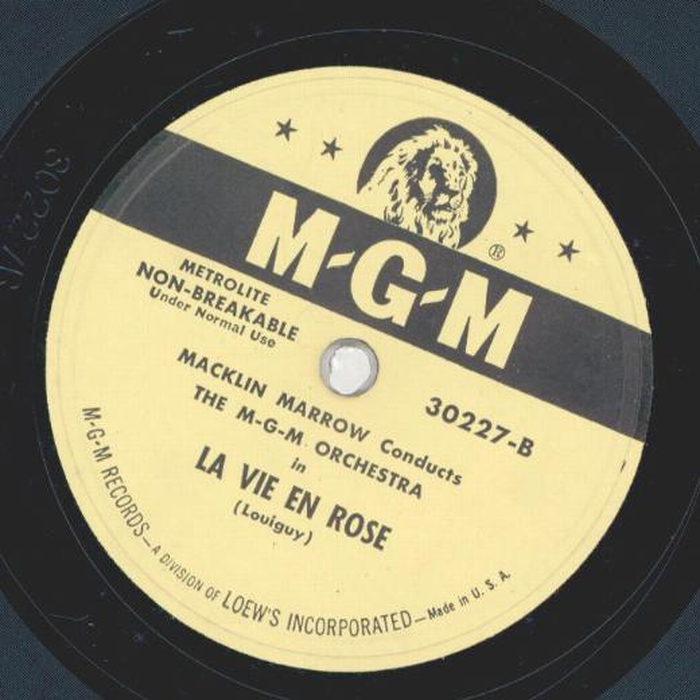 M-G-M
®
METROLITE
NON-BREAKABLE
Under Normal Use
30227-B
MACKLIN MARROW Conducts
THE M-G-M ORCHESTRA
in
LA VIE EN ROSE
(Louiguy)
M-G-M RECORDS—A DIVISION OF LOEW'S INCORPORATED—Made in U. S. A.